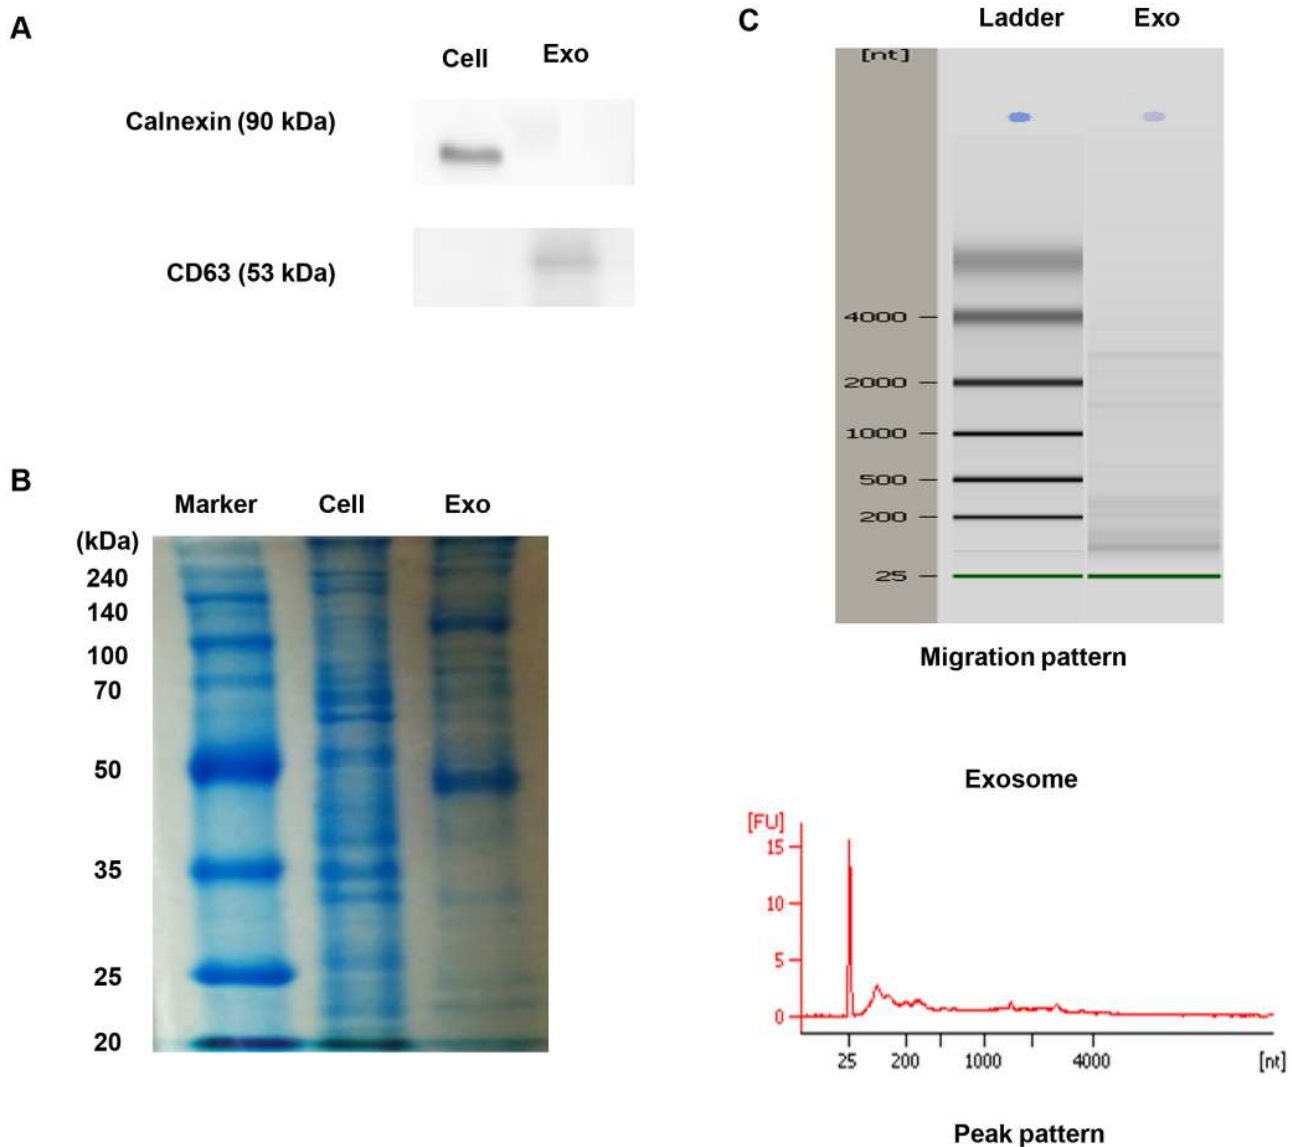 A
Cell
Exo
Calnexin (90 kDa)
CD63 (53 kDa)
B
Marker
Cell
Exo
(kDa)
240
140
100
70
50
35
25
20
C
Ladder
Exo
[nt]
4000
2000
1000
500
200
25
Migration pattern
Exosome
[FU]
15
10
5
0
25 200 1000 4000 [nt]
Peak pattern